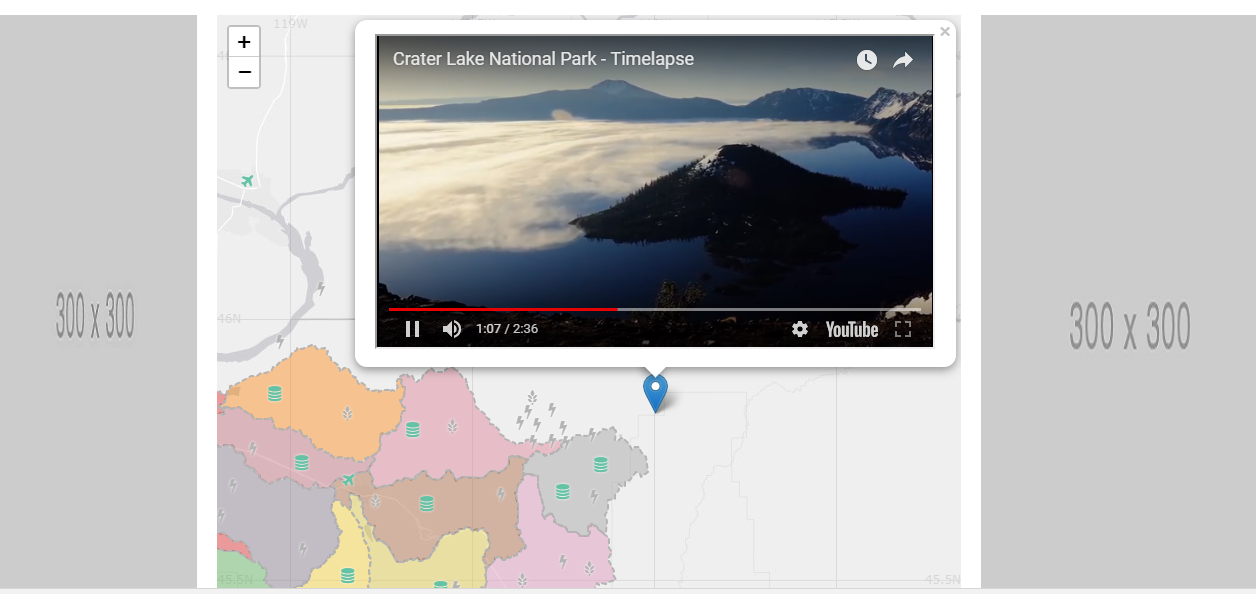 119W
+
−
×
Crater Lake National Park - Timelapse
1:07 / 2:36
YouTube
300 x 300
300 x 300
46N
45.5N
45.5N